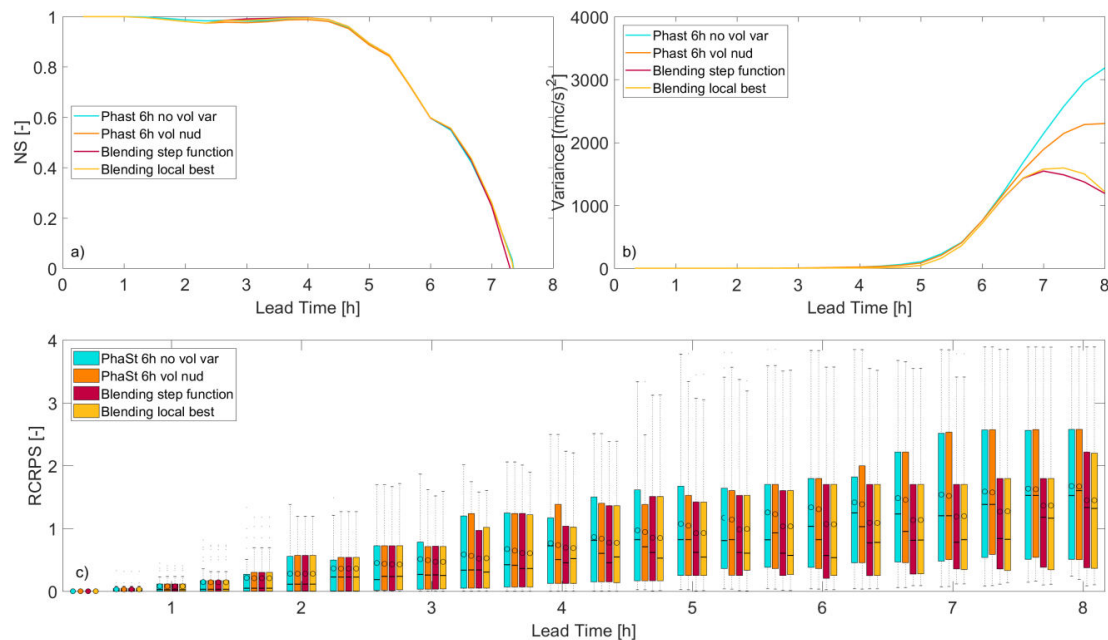 1
0.8
0.6
0.4
0.2
0
NS [-]
Phast 6h no vol var
Phast 6h vol nud
Blending step function
Blending local best
a)
0 1 2 3 4 5 6 7 8
Lead Time [h]
4000
3000
2000
1000
0
Variance [(mc/s)²]
Phast 6h no vol var
Phast 6h vol nud
Blending step function
Blending local best
b)
0 1 2 3 4 5 6 7 8
Lead Time [h]
4
3
2
1
0
RCRPS [-]
PhaSt 6h no vol var
PhaSt 6h vol nud
Blending step function
Blending local best
c)
1 2 3 4 5 6 7 8
Lead Time [h]